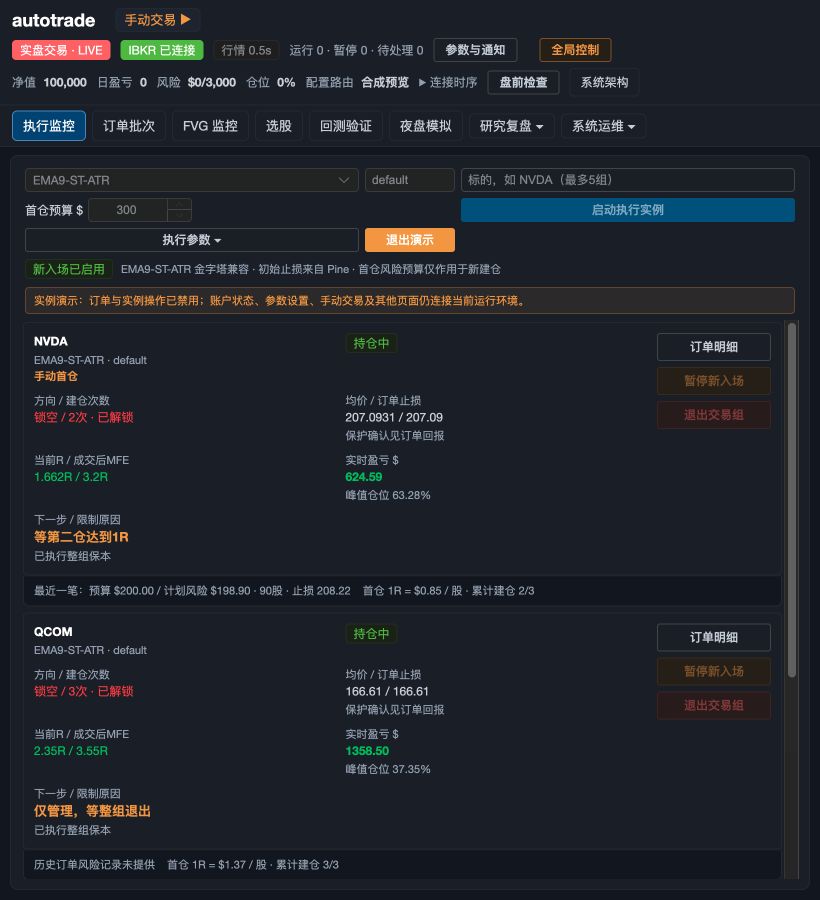 autotrade 手动交易 ▶
实盘交易 · LIVE IBKR 已连接 行情 0.5s 运行 0 · 暂停 0 · 待处理 0 参数与通知 全局控制
净值 100,000 日盈亏 0 风险 $0/3,000 仓位 0% 配置路由 合成预览 ▶ 连接时序 盘前检查 系统架构
执行监控 订单批次 FVG 监控 选股 回测验证 夜盘模拟 研究复盘 系统运维
EMA9-ST-ATR default 标的，如 NVDA（最多5组）
首仓预算 $ 300 启动执行实例
执行参数 退出演示
新入场已启用 EMA9-ST-ATR 金字塔兼容 · 初始止损来自 Pine · 首仓风险预算仅作用于新建仓
实例演示：订单与实例操作已禁用；账户状态、参数设置、手动交易及其他页面仍连接当前运行环境。
NVDA 持仓中 订单明细
EMA9-ST-ATR · default
手动首仓 暂停新入场
方向 / 建仓次数 均价 / 订单止损 退出交易组
锁空 / 2次 · 已解锁 207.0931 / 207.09
保护确认见订单回报
当前R / 成交后MFE 实时盈亏 $
1.662R / 3.2R 624.59
峰值仓位 63.28%
下一步 / 限制原因
等第二仓达到1R
已执行整组保本
最近一笔：预算 $200.00 / 计划风险 $198.90 · 90股 · 止损 208.22 首仓 1R = $0.85 / 股 · 累计建仓 2/3
QCOM 持仓中 订单明细
EMA9-ST-ATR · default
暂停新入场
方向 / 建仓次数 均价 / 订单止损
锁空 / 3次 · 已解锁 166.61 / 166.61 退出交易组
保护确认见订单回报
当前R / 成交后MFE 实时盈亏 $
2.35R / 3.55R 1358.50
峰值仓位 37.35%
下一步 / 限制原因
仅管理，等整组退出
已执行整组保本
历史订单风险记录未提供 首仓 1R = $1.37 / 股 · 累计建仓 3/3